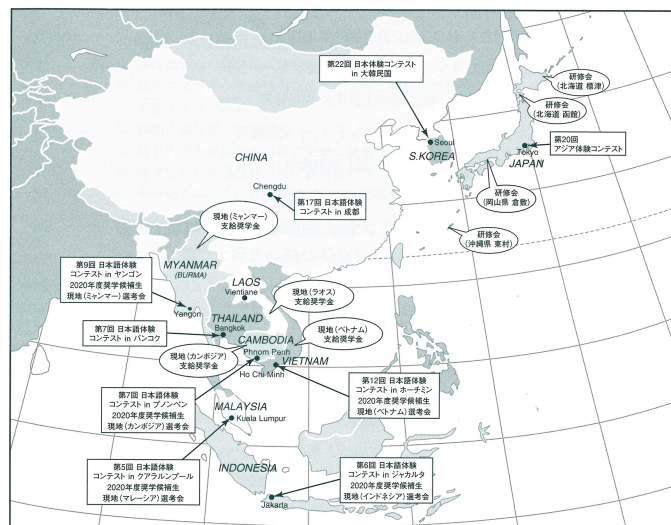 第22回 日本体験コンテスト
in 大韓民国
研修会
(北海道 標津)
研修会
(北海道 函館)
Seoul
S.KOREA
Tokyo
JAPAN
第20回
アジア体験コンテスト
CHINA
Chengdu
第17回 日本語体験
コンテスト in 成都
研修会
(岡山県 倉敷)
研修会
(沖縄県 東村)
現地(ミャンマー)
支給奨学金
MYANMAR
(BURMA)
第9回 日本語体験
コンテスト in ヤンゴン
2020年度奨学候補生
現地(ミャンマー)選考会
Yangon
LAOS
Vientiane
現地(ラオス)
支給奨学金
THAILAND
Bangkok
第7回 日本語体験
コンテスト in バンコク
現地(ベトナム)
支給奨学金
CAMBODIA
Phnom Penh
現地(カンボジア)
支給奨学金
VIETNAM
Ho Chi Minh
第7回 日本語体験
コンテスト in プノンペン
2020年度奨学候補生
現地(カンボジア)選考会
第12回 日本語体験
コンテスト in ホーチミン
2020年度奨学候補生
現地(ベトナム)選考会
MALAYSIA
Kuala Lumpur
第5回 日本語体験
コンテスト in クアラルンプール
2020年度奨学候補生
現地(マレーシア)選考会
INDONESIA
Jakarta
第6回 日本語体験
コンテスト in ジャカルタ
2020年度奨学候補生
現地(インドネシア)選考会